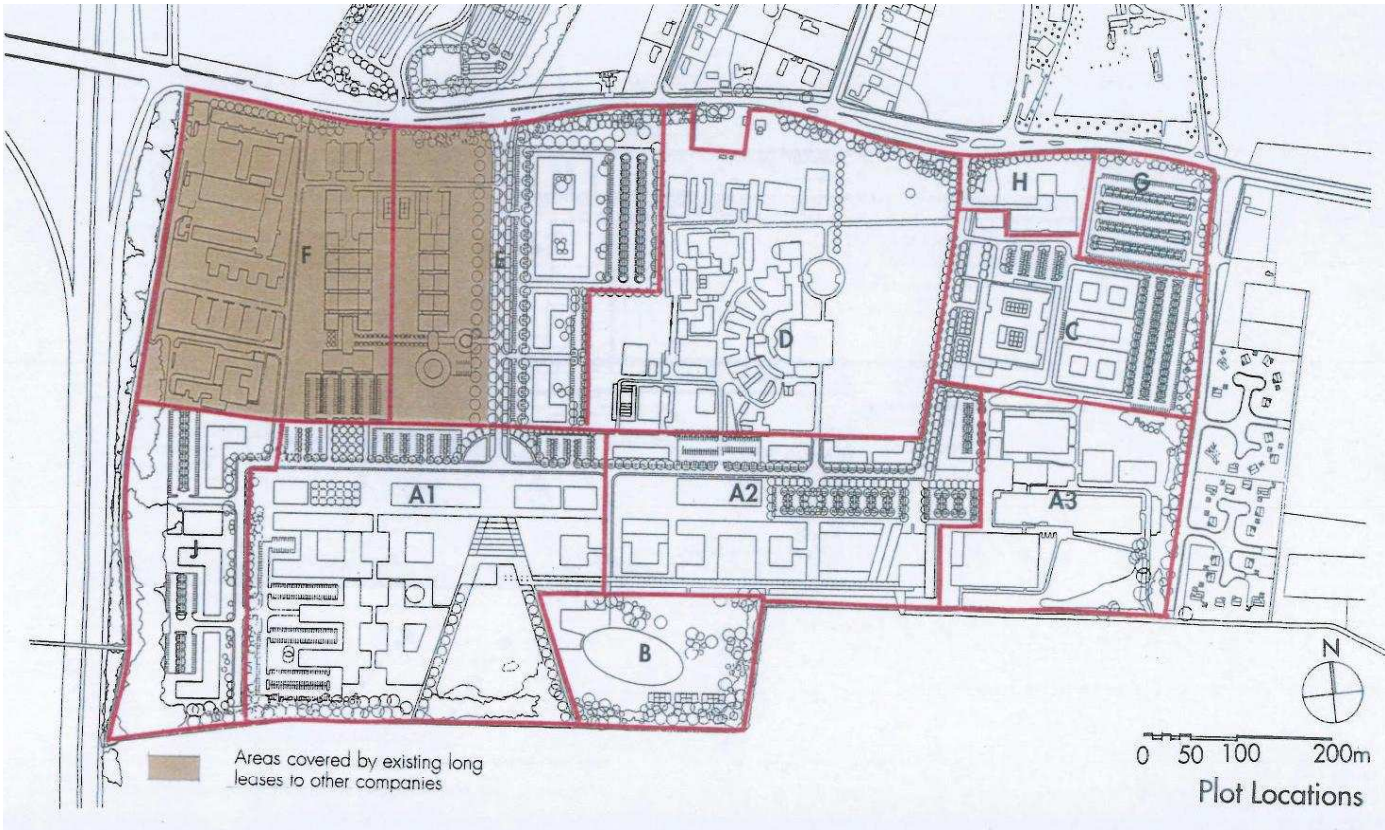 H
G
F
E
D
C
A1
A2
A3
J
B
N
Areas covered by existing long
leases to other companies
0 50 100 200m
Plot Locations